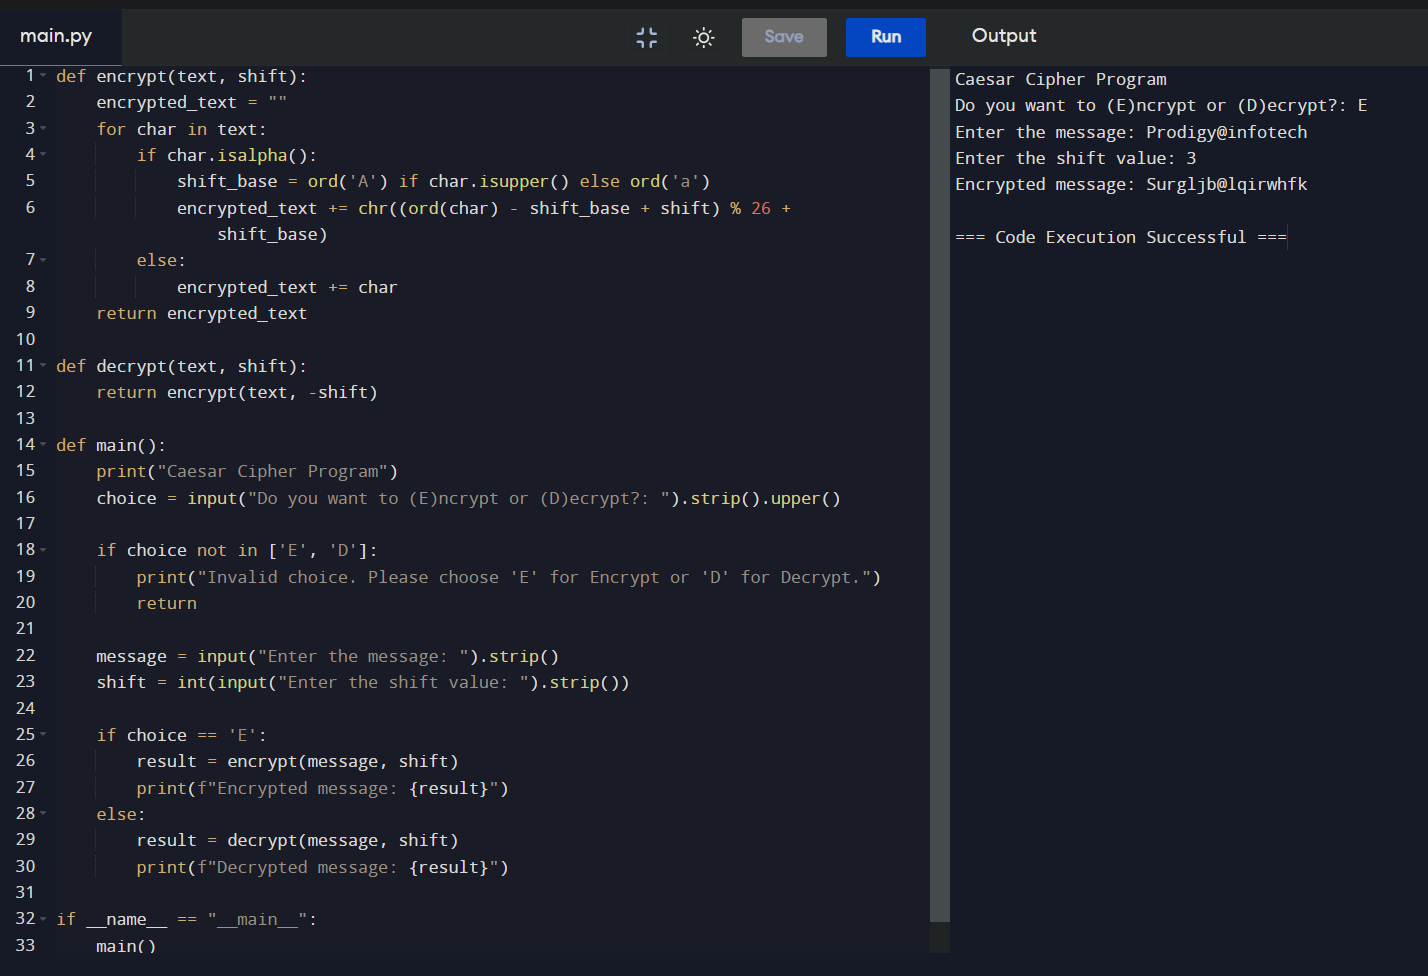 main.py
Save
Run
Output
1 def encrypt(text, shift):
2     encrypted_text = ""
3     for char in text:
4         if char.isalpha():
5             shift_base = ord('A') if char.isupper() else ord('a')
6             encrypted_text += chr((ord(char) - shift_base + shift) % 26 +
                shift_base)
7         else:
8             encrypted_text += char
9     return encrypted_text
10
11 def decrypt(text, shift):
12     return encrypt(text, -shift)
13
14 def main():
15     print("Caesar Cipher Program")
16     choice = input("Do you want to (E)ncrypt or (D)ecrypt?: ").strip().upper()
17
18     if choice not in ['E', 'D']:
19         print("Invalid choice. Please choose 'E' for Encrypt or 'D' for Decrypt.")
20         return
21
22     message = input("Enter the message: ").strip()
23     shift = int(input("Enter the shift value: ").strip())
24
25     if choice == 'E':
26         result = encrypt(message, shift)
27         print(f"Encrypted message: {result}")
28     else:
29         result = decrypt(message, shift)
30         print(f"Decrypted message: {result}")
31
32 if __name__ == "__main__":
33     main()
Caesar Cipher Program
Do you want to (E)ncrypt or (D)ecrypt?: E
Enter the message: Prodigy@infotech
Enter the shift value: 3
Encrypted message: Surgljb@lqirwhfk

=== Code Execution Successful ===